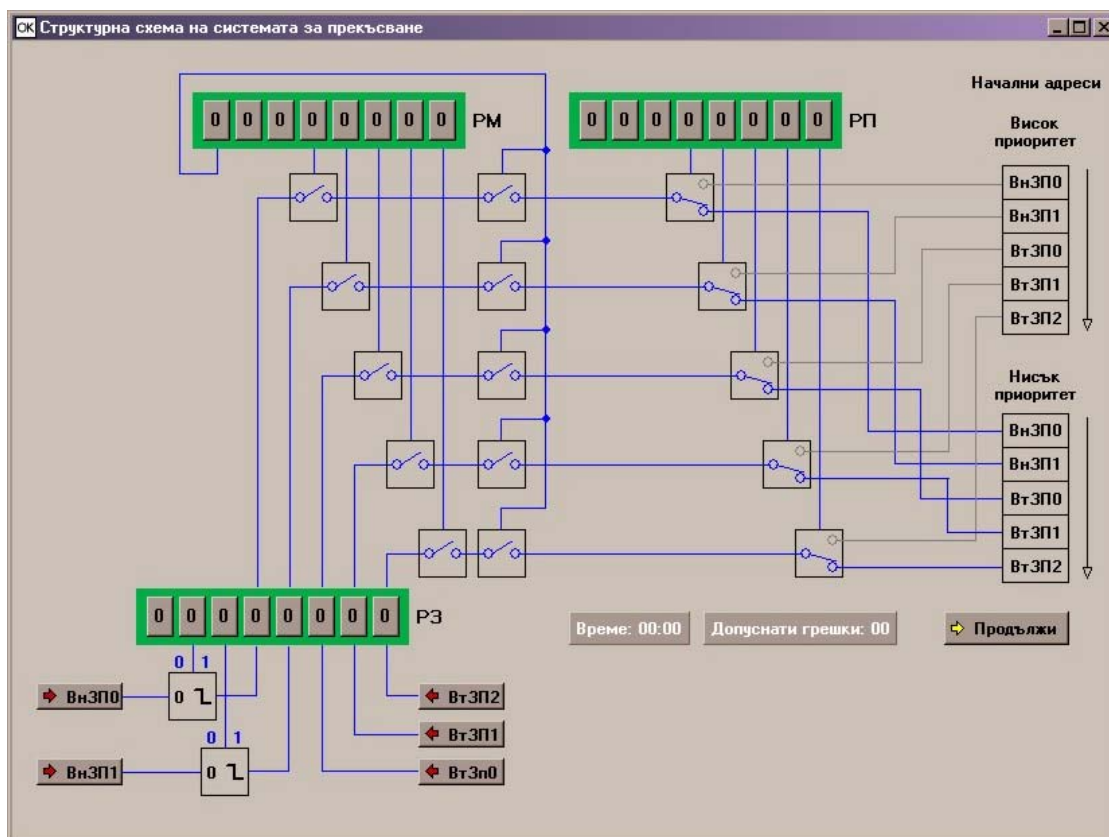 OK Структурна схема на системата за прекъсване
Начални адреси
0 0 0 0 0 0 0 0 РМ
0 0 0 0 0 0 0 0 РП
Висок
приоритет
ВнЗП0
ВнЗП1
ВтЗП0
ВтЗП1
ВтЗП2
Нисък
приоритет
ВнЗП0
ВнЗП1
ВтЗП0
ВтЗП1
ВтЗП2
0 0 0 0 0 0 0 0 РЗ
Време: 00:00
Допуснати грешки: 00
Продължи
0 1
ВнЗП0
0
ВтЗП2
0 1
ВтЗП1
ВнЗП1
0
ВтЗп0